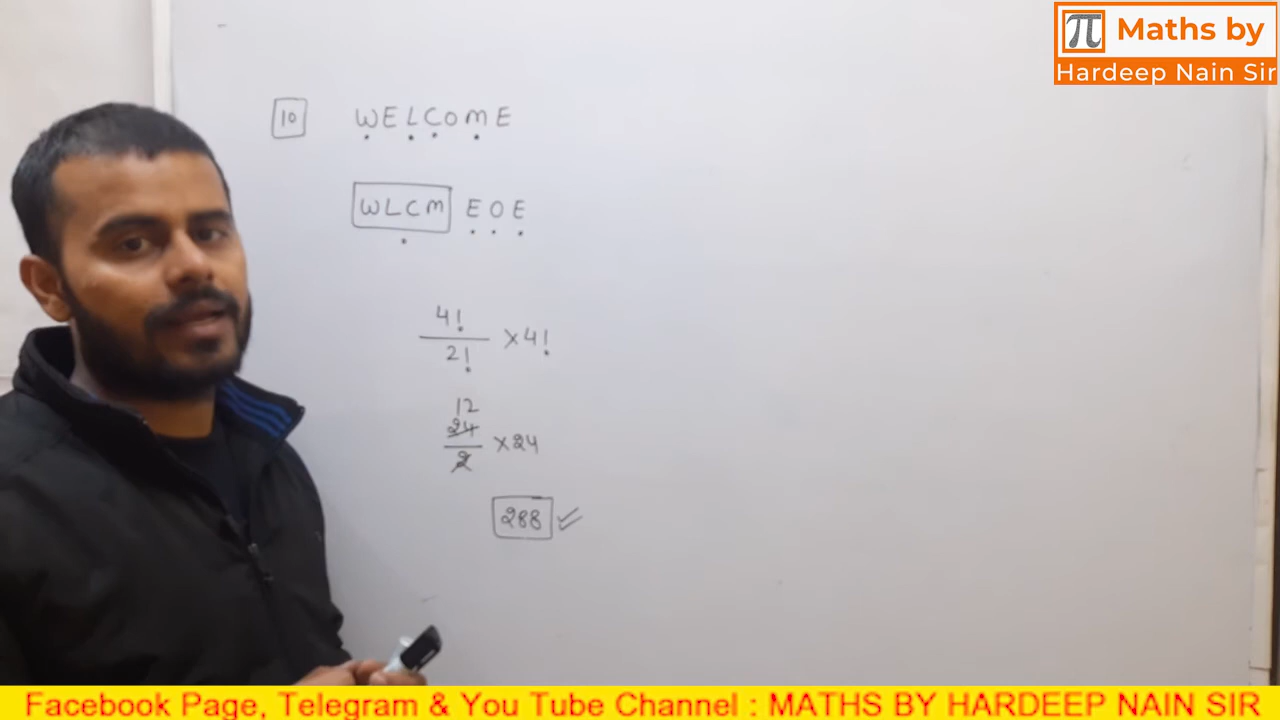 π Maths by
Hardeep Nain Sir
10 WELCOME
WLCM EOE
4!
2! × 4!
12
24
2 × 24
288
Facebook Page, Telegram & You Tube Channel : MATHS BY HARDEEP NAIN SIR